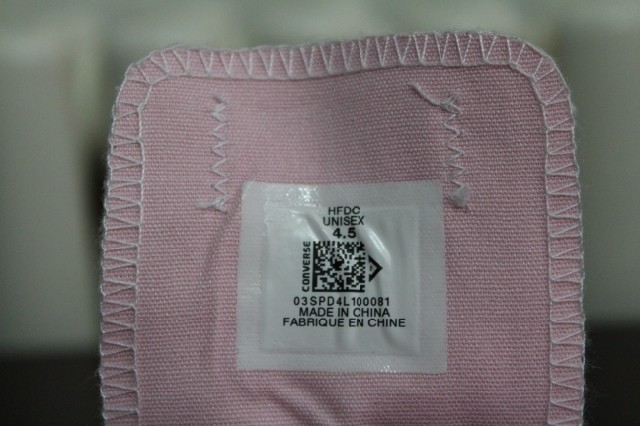 HFDC
UNISEX
4.5
CONVERSE
03SPD4L100081
MADE IN CHINA
FABRIQUE EN CHINE